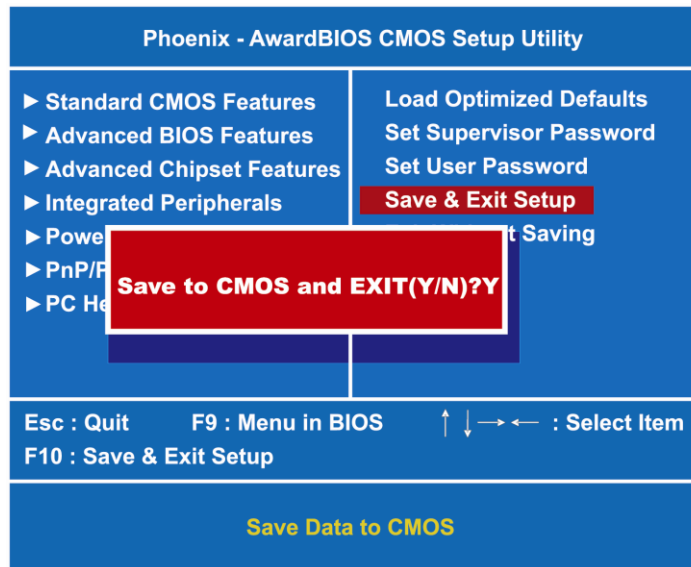 Phoenix - AwardBIOS CMOS Setup Utility
Standard CMOS Features
Advanced BIOS Features
Advanced Chipset Features
Integrated Peripherals
PnP/P
PC He
Load Optimized Defaults
Set Supervisor Password
Set User Password
Save & Exit Setup
Saving
Save to CMOS and EXIT(Y/N)?Y
Esc : Quit F9 : Menu in BIOS ↑ ↓ → ← : Select Item
F10 : Save & Exit Setup
Save Data to CMOS